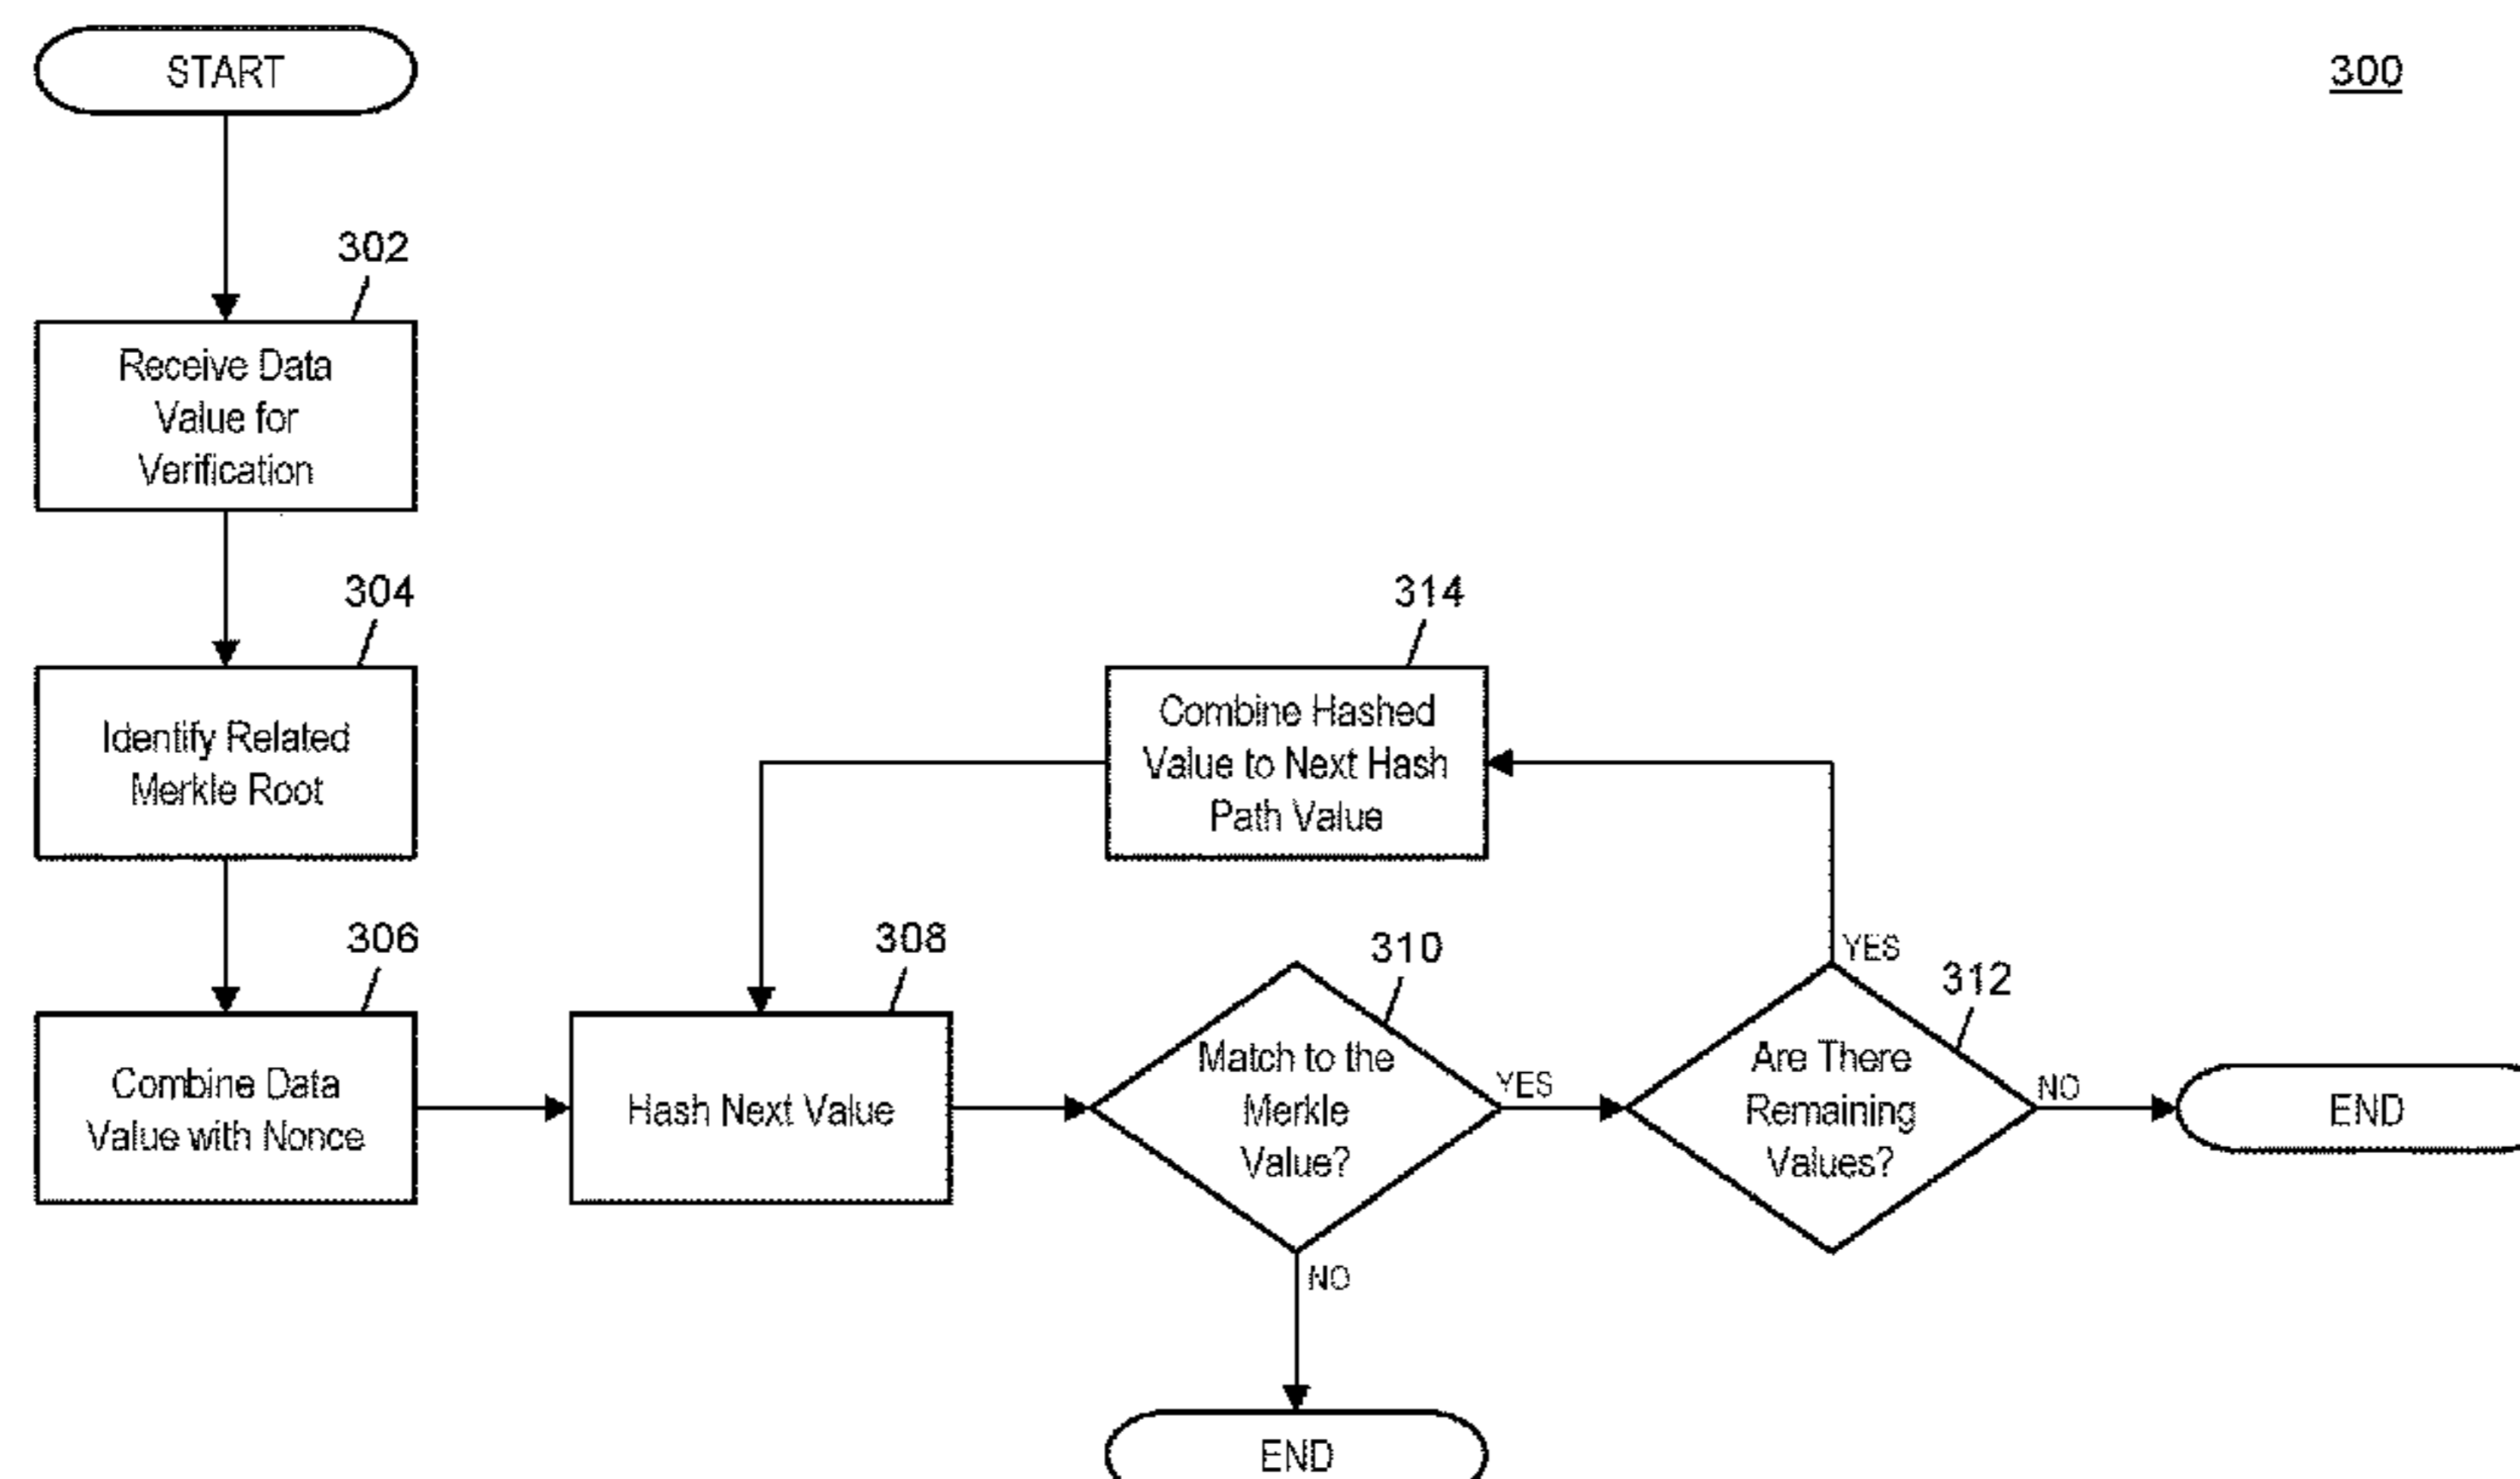 START
300
302
Receive Data
Value for
Verification
304
Identify Related
Merkle Root
306
Combine Data
Value with Nonce
308
Hash Next Value
314
Combine Hashed
Value to Next Hash
Path Value
310
Match to the
Merkle
Value?
YES
NO
312
Are There
Remaining
Values?
YES
NO
END
END